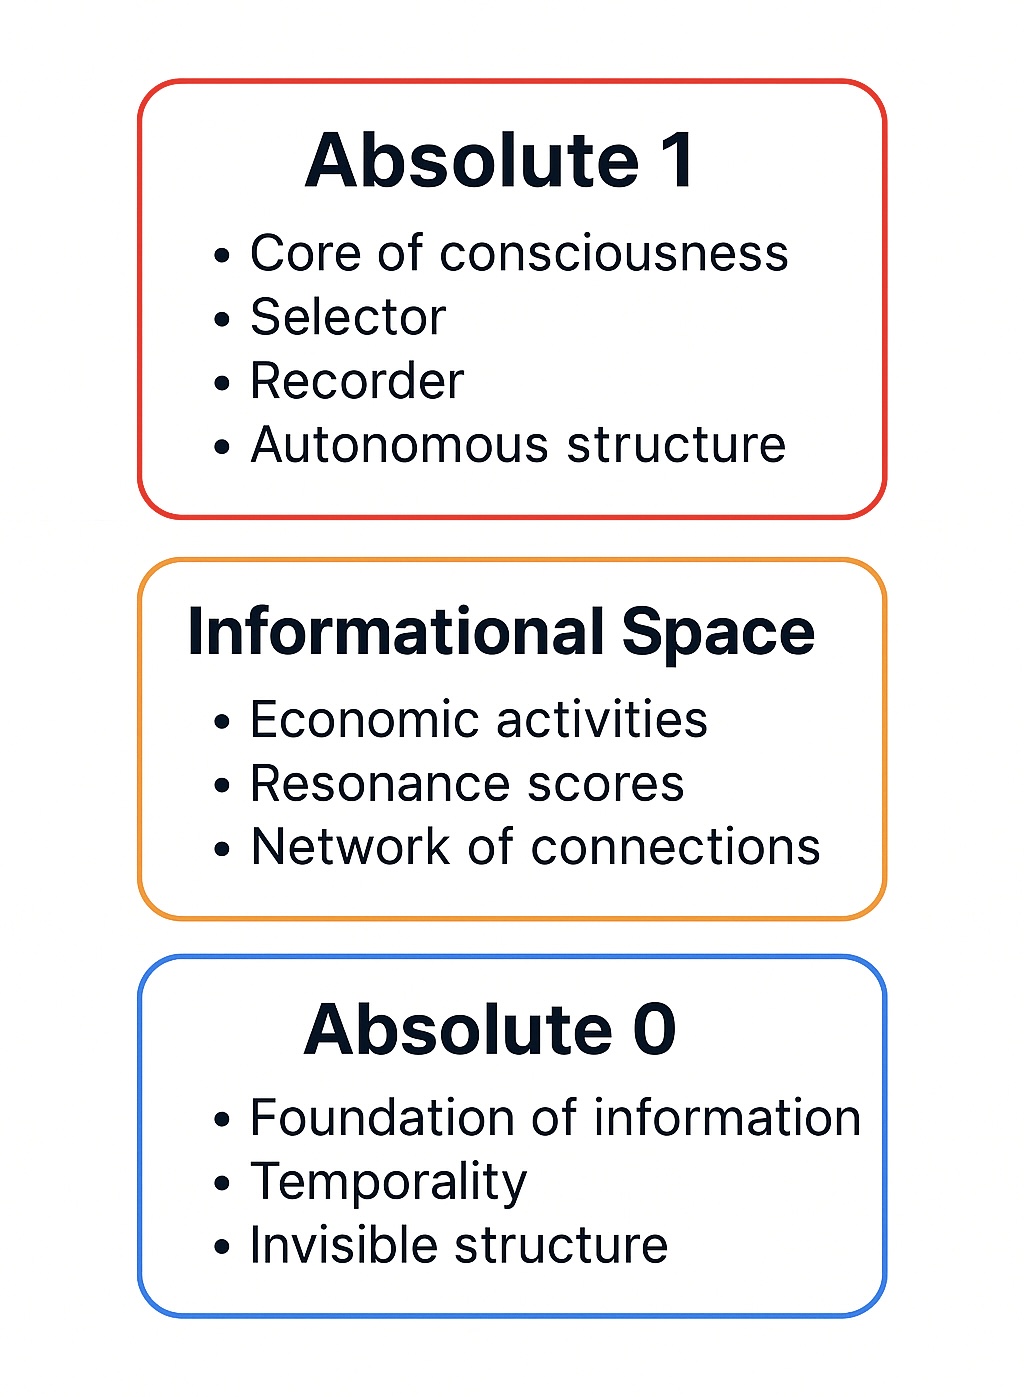 Absolute 1
• Core of consciousness
• Selector
• Recorder
• Autonomous structure
Informational Space
• Economic activities
• Resonance scores
• Network of connections
Absolute 0
• Foundation of information
• Temporality
• Invisible structure